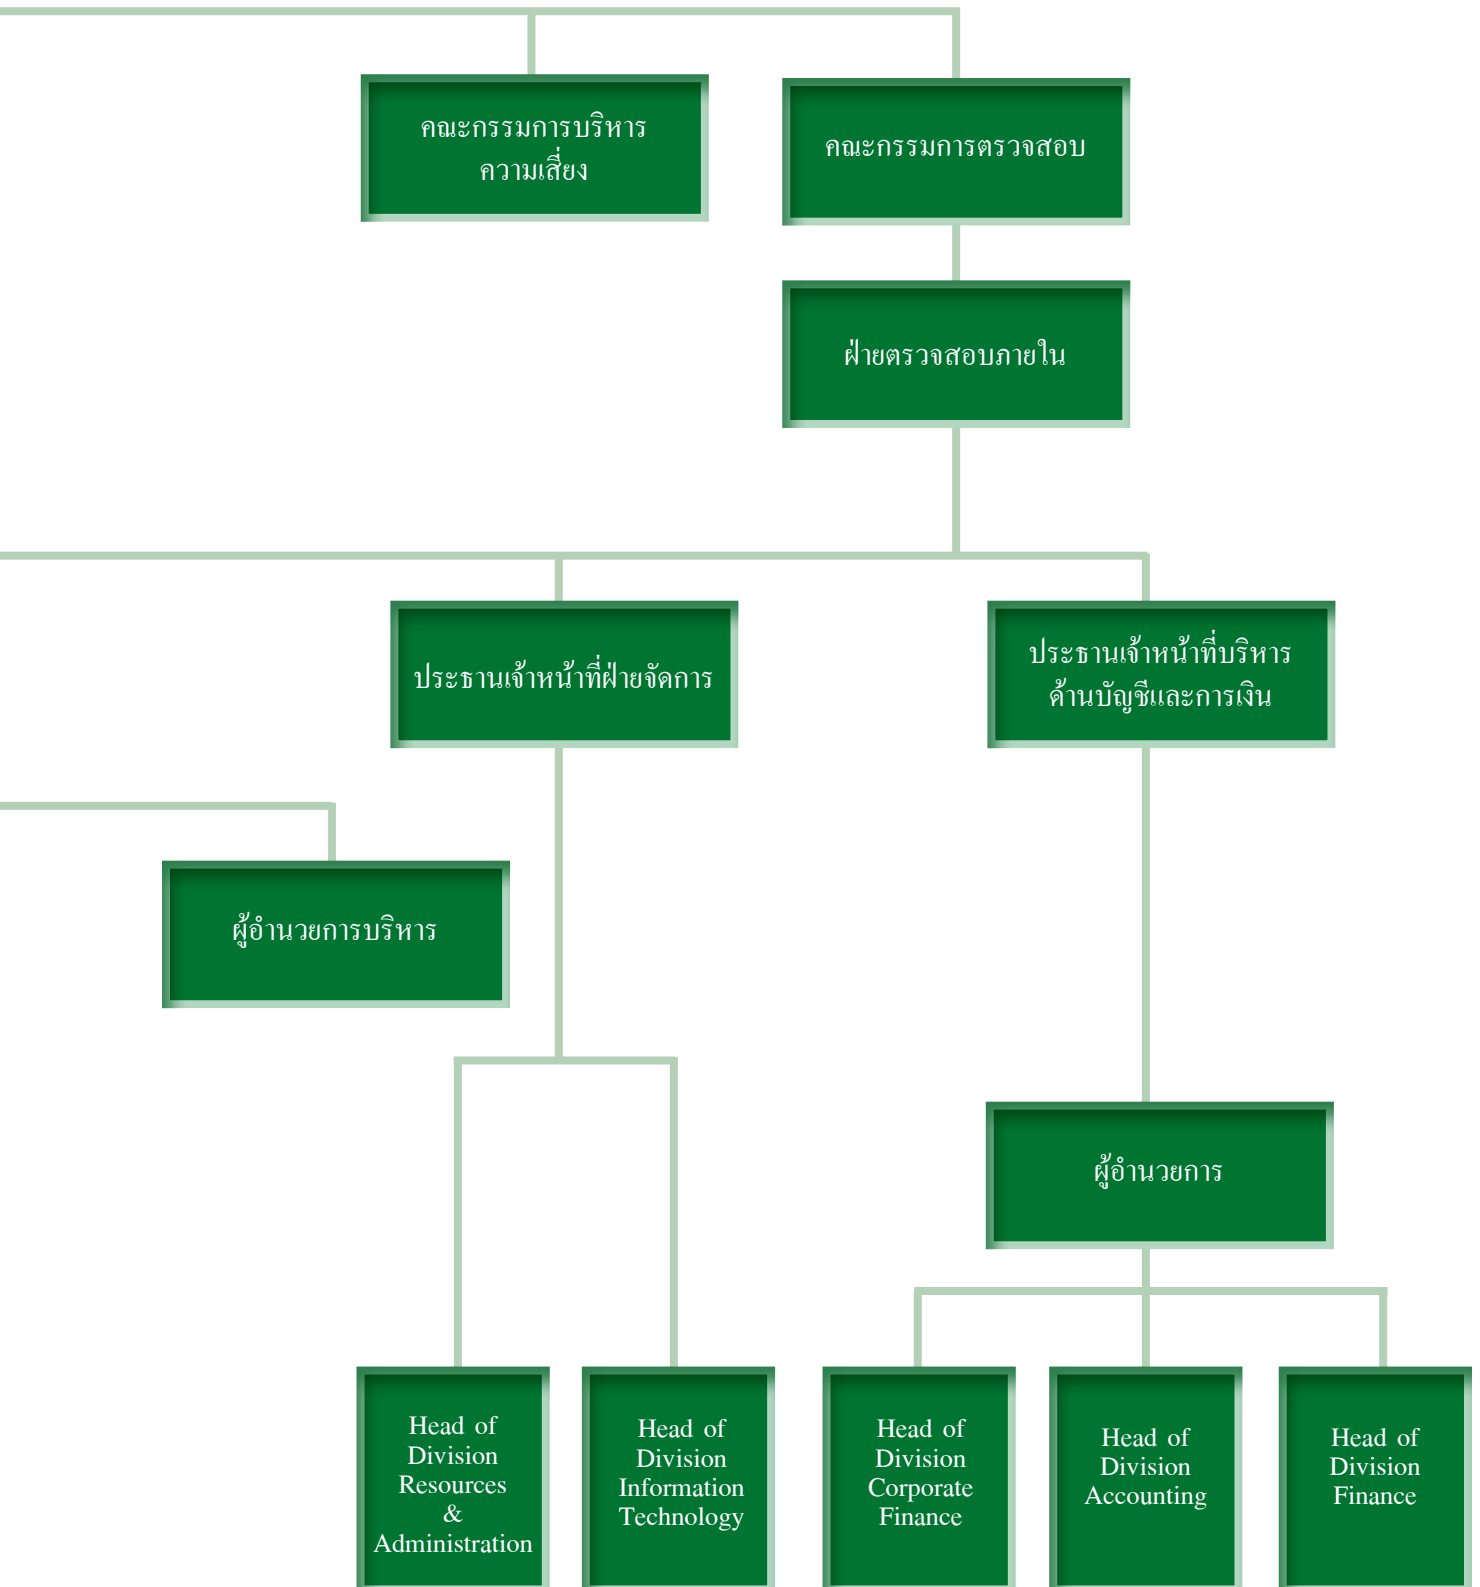 คณะกรรมการบริหาร
ความเสี่ยง
คณะกรรมการตรวจสอบ
ฝ่ายตรวจสอบภายใน
ประธานเจ้าหน้าที่ฝ่ายจัดการ
ประธานเจ้าหน้าที่บริหาร
ด้านบัญชีและการเงิน
ผู้อำนวยการบริหาร
ผู้อำนวยการ
Head of
Division
Resources
&
Administration
Head of
Division
Information
Technology
Head of
Division
Corporate
Finance
Head of
Division
Accounting
Head of
Division
Finance